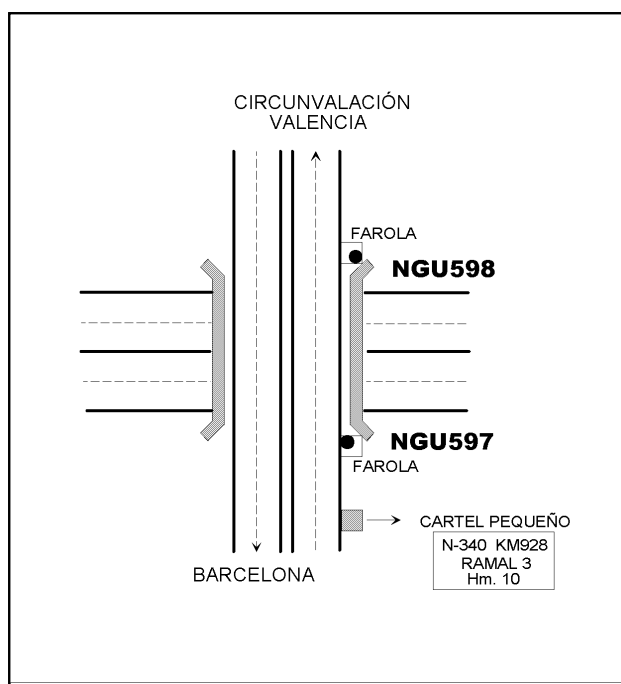 CIRCUNVALACIÓN
VALENCIA
FAROLA
NGU598
NGU597
FAROLA
CARTEL PEQUEÑO
N-340 KM928
RAMAL 3
Hm. 10
BARCELONA